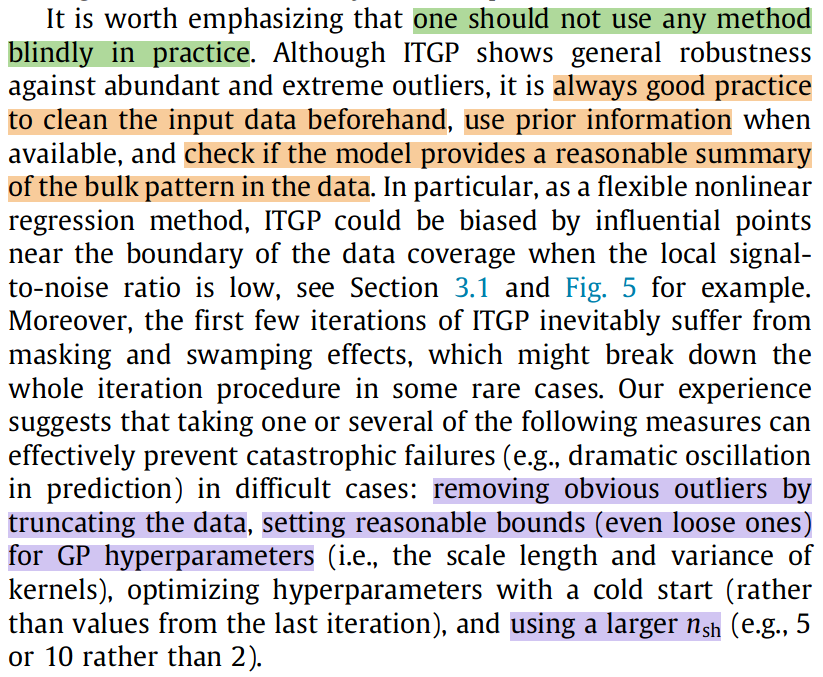 It is worth emphasizing that one should not use any method
blindly in practice. Although ITGP shows general robustness
against abundant and extreme outliers, it is always good practice
to clean the input data beforehand, use prior information when
available, and check if the model provides a reasonable summary
of the bulk pattern in the data. In particular, as a flexible nonlinear
regression method, ITGP could be biased by influential points
near the boundary of the data coverage when the local signal-
to-noise ratio is low, see Section 3.1 and Fig. 5 for example.
Moreover, the first few iterations of ITGP inevitably suffer from
masking and swamping effects, which might break down the
whole iteration procedure in some rare cases. Our experience
suggests that taking one or several of the following measures can
effectively prevent catastrophic failures (e.g., dramatic oscillation
in prediction) in difficult cases: removing obvious outliers by
truncating the data, setting reasonable bounds (even loose ones)
for GP hyperparameters (i.e., the scale length and variance of
kernels), optimizing hyperparameters with a cold start (rather
than values from the last iteration), and using a larger nsh (e.g., 5
or 10 rather than 2).